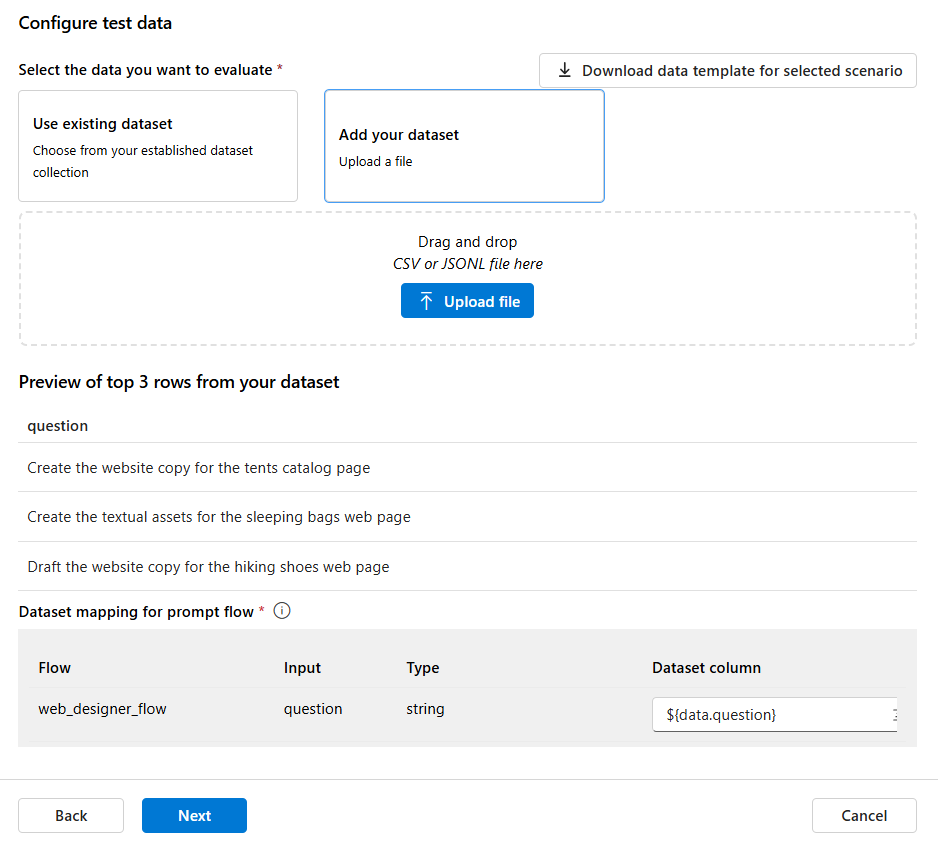 Configure test data
Select the data you want to evaluate *
Download data template for selected scenario
Use existing dataset
Choose from your established dataset
collection
Add your dataset
Upload a file
Drag and drop
CSV or JSONL file here
Upload file
Preview of top 3 rows from your dataset
question
Create the website copy for the tents catalog page
Create the textual assets for the sleeping bags web page
Draft the website copy for the hiking shoes web page
Dataset mapping for prompt flow *
Flow Input Type Dataset column
web_designer_flow question string ${data.question}
Back Next Cancel